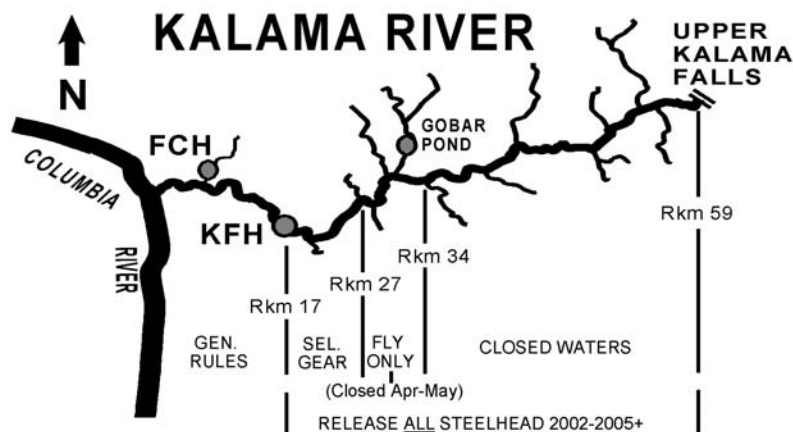 KALAMA RIVER
N
UPPER
KALAMA
FALLS
COLUMBIA
RIVER
FCH
GOBAR
POND
KFH
Rkm 59
Rkm 34
Rkm 27
Rkm 17
GEN.
RULES
SEL.
GEAR
FLY
ONLY
CLOSED WATERS
(Closed Apr-May)
RELEASE ALL STEELHEAD 2002-2005+